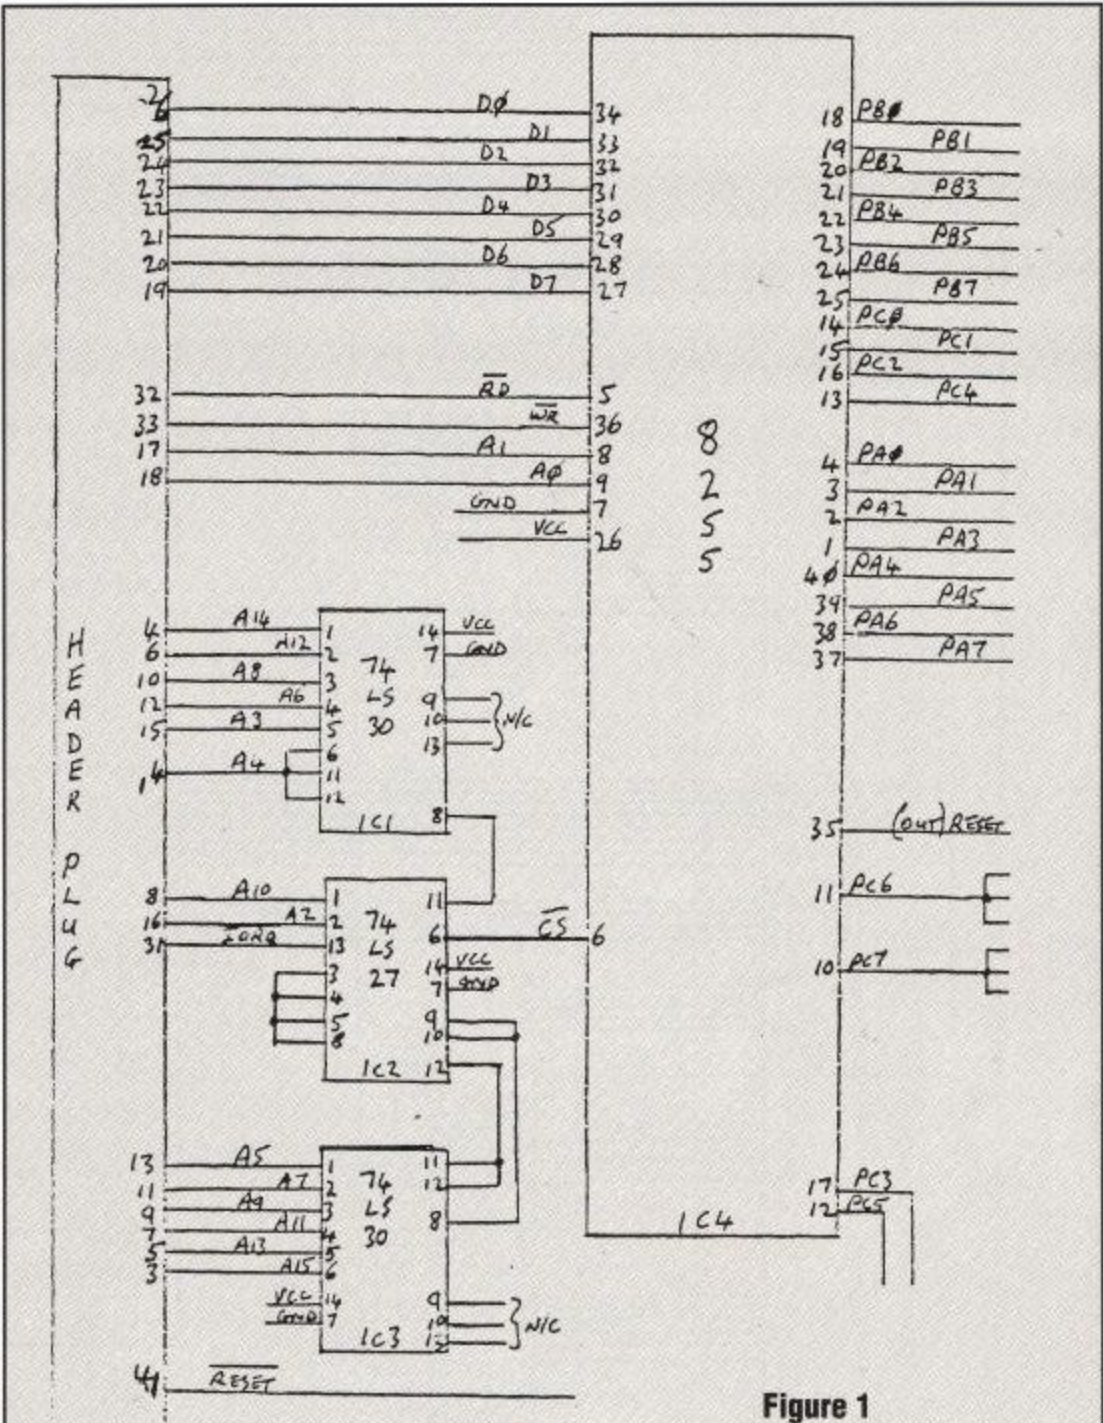 26 D0 34
25 D1 33
24 D2 32
23 D3 31
22 D4 30
21 D5 29
20 D6 28
19 D7 27
32 RD 5
33 WR 36
17 A1 8
18 A0 9
GND 7
VCC 26
8
2
5
5
IC4
18 PB0
19 PB1
20 PB2
21 PB3
22 PB4
23 PB5
24 PB6
25 PB7
14 PC0
15 PC1
16 PC2
13 PC4
4 PA0
3 PA1
2 PA2
1 PA3
40 PA4
39 PA5
38 PA6
37 PA7
35 (OUT) RESET
11 PC6
10 PC7
17 PC3
12 PC5
HEADER PLUG
4 A14 1
6 A12 2
10 A8 3
12 A6 4
15 A3 5
6
14 A4 11
12
74
LS
30
IC1
14 VCC
7 GND
9
10 N/C
13
8
8 A10 1
16 A2 2
31 IORQ 13
3
4
5
8
74
LS
27
IC2
11
6 CS 6
14 VCC
7 GND
9
10
12
13 A5 1
11 A7 2
9 A9 3
7 A11 4
5 A13 5
3 A15 6
VCC 14
GND 7
74
LS
30
IC3
11
12
8
9
10 N/C
41 RESET
Figure 1